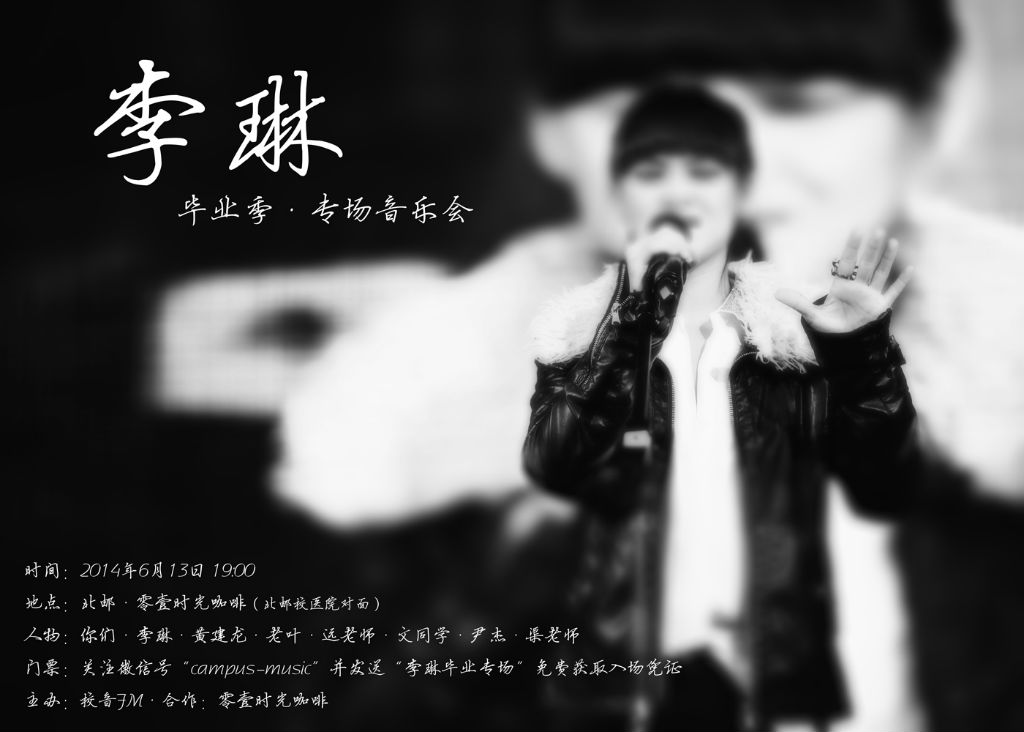 李琳
毕业季·专场音乐会
时间：2014年6月13日 19:00
地点：北邮·零壹时光咖啡（北邮校医院对面）
人物：你们·李琳·黄建龙·老叶·远老师·文同学·尹杰·渠老师
门票：关注微信号“campus-music”并发送“李琳毕业专场”免费获取入场凭证
主办：校音FM·合作：零壹时光咖啡